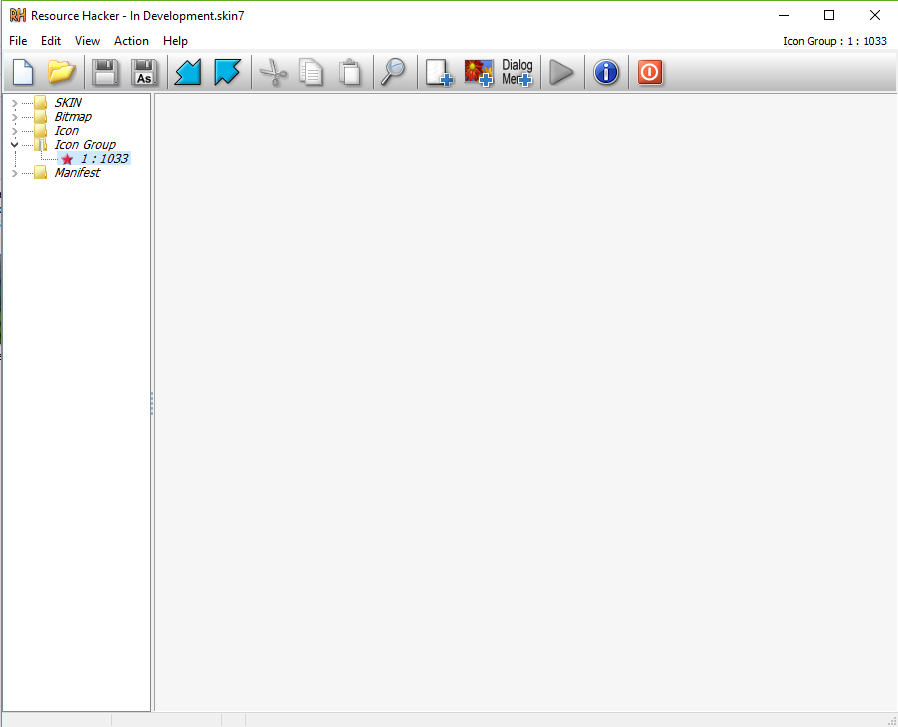 RH Resource Hacker - In Development.skin7
File Edit View Action Help
Icon Group : 1 : 1033
As
Dialog
Men
SKIN
Bitmap
Icon
Icon Group
1 : 1033
Manifest